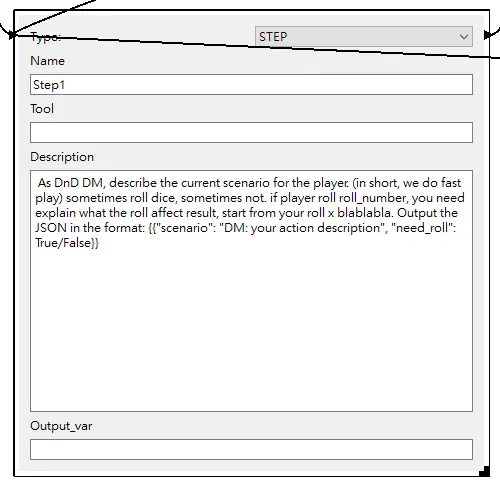 Type:
STEP
Name
Step1
Tool
Description
As DnD DM, describe the current scenario for the player. (in short, we do fast
play) sometimes roll dice, sometimes not. if player roll roll_number, you need
explain what the roll affect result, start from your roll x blablabla. Output the
JSON in the format: {{"scenario": "DM: your action description", "need_roll":
True/False}}
Output_var